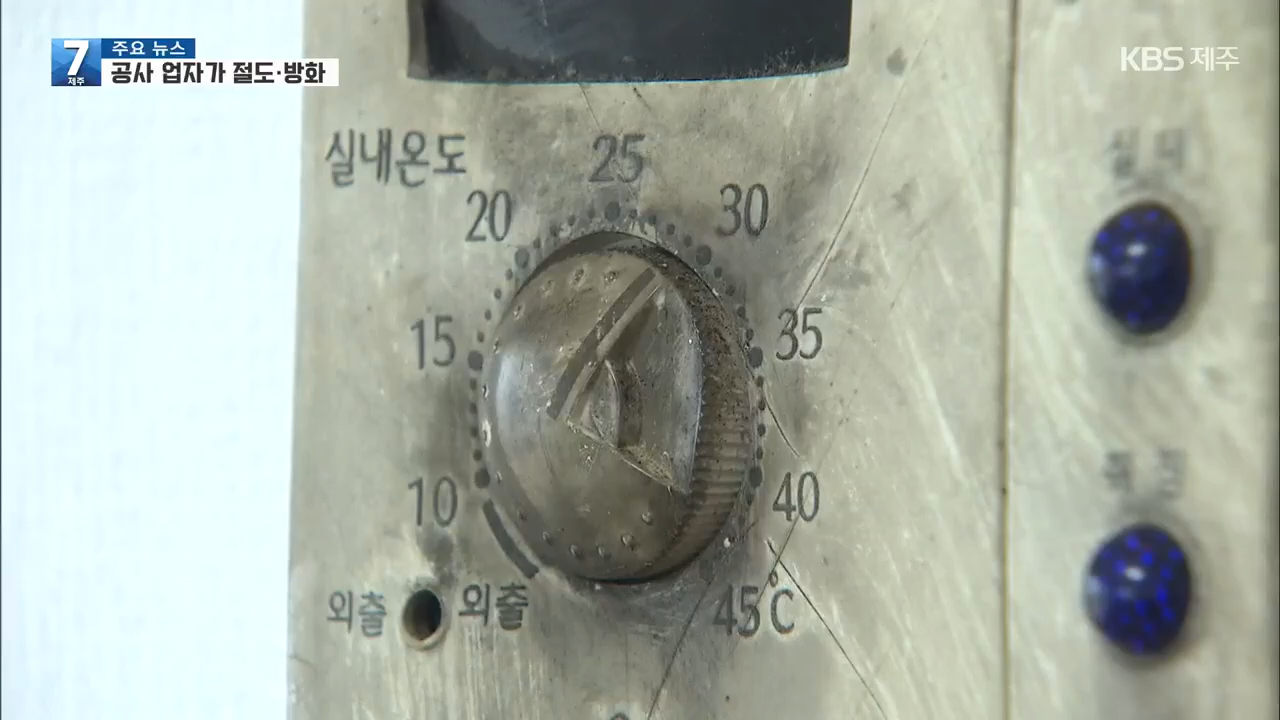 7 제주
주요 뉴스
공사 업자가 절도·방화
KBS 제주
실내온도
25
20
30
15
35
10
40
외출
외출
45℃